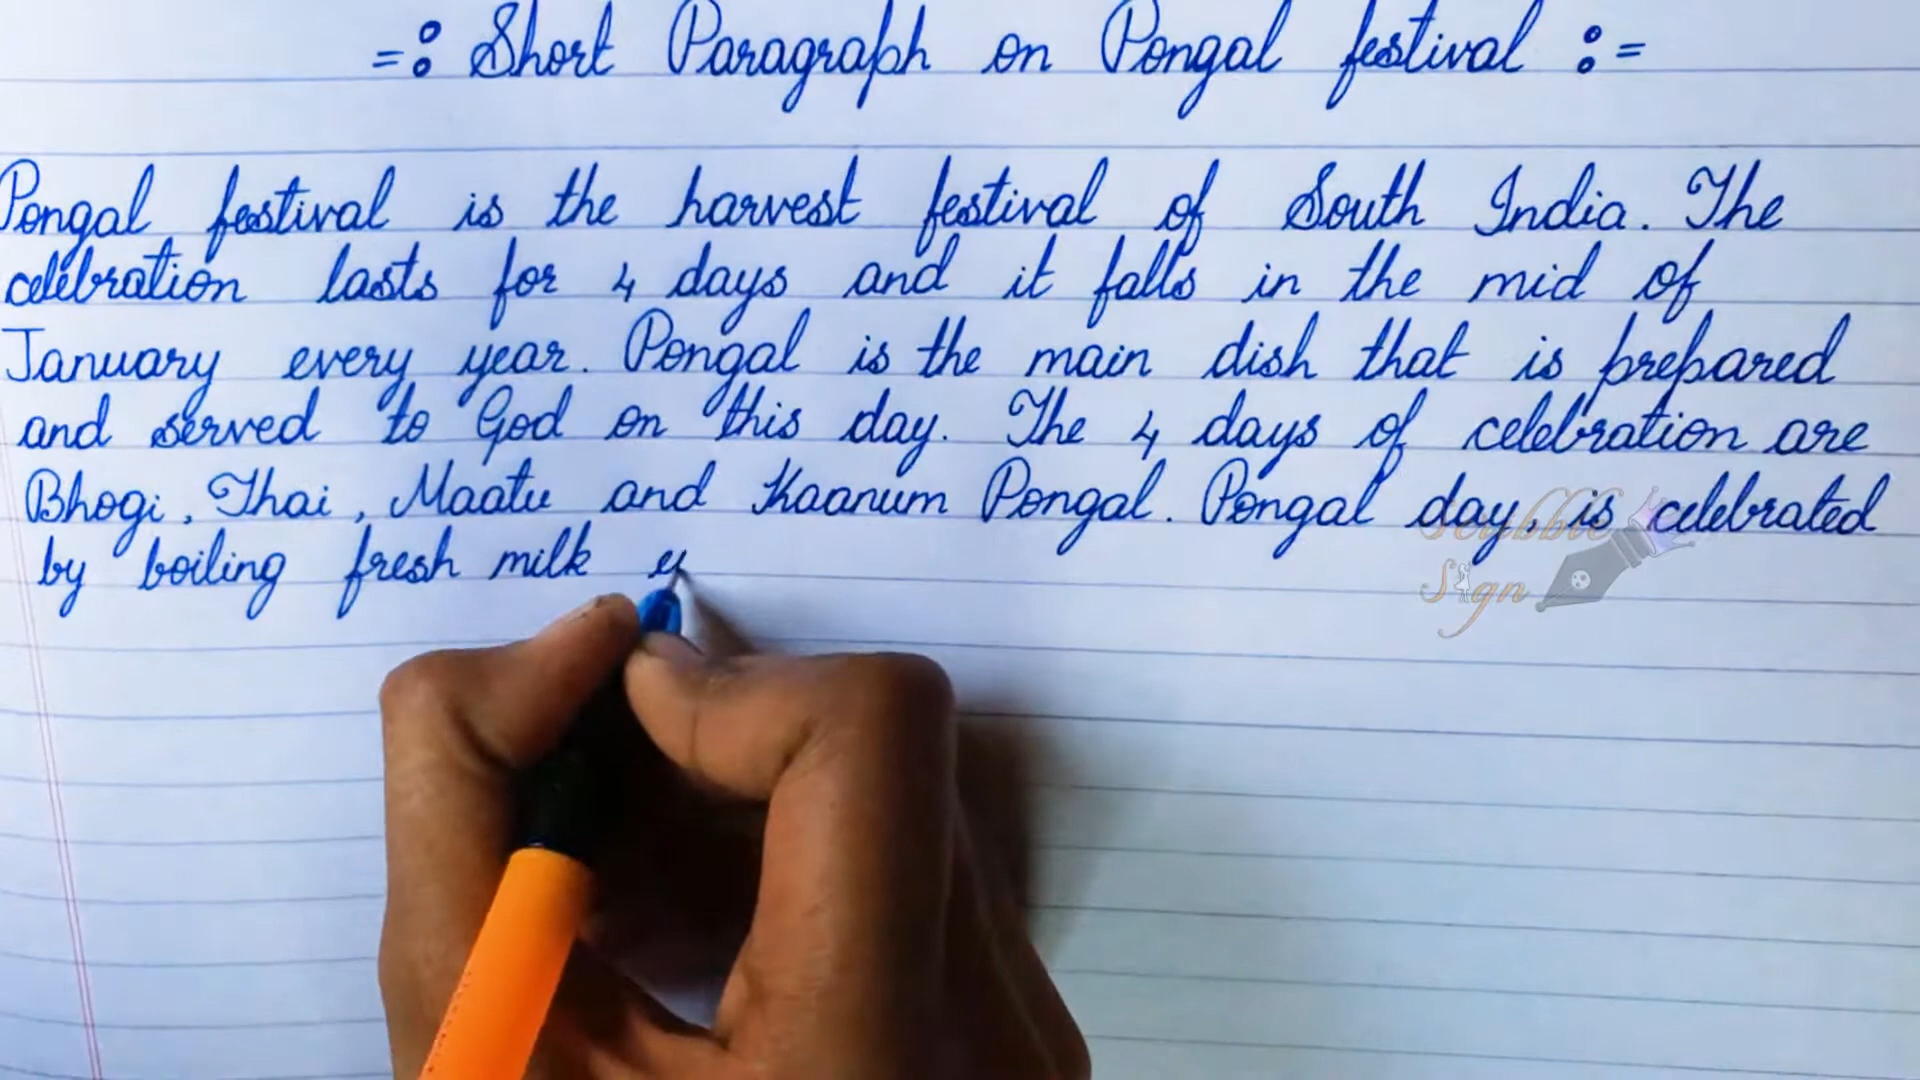 =: Short Paragraph on Pongal festival :=
Pongal festival is the harvest festival of South India. The
celebration lasts for 4 days and it falls in the mid of
January every year. Pongal is the main dish that is prepared
and served to God on this day. The 4 days of celebration are
Bhogi, Thai, Maatu and Kaanum Pongal. Pongal day, is celebrated
by boiling fresh milk
Scribble
Sign